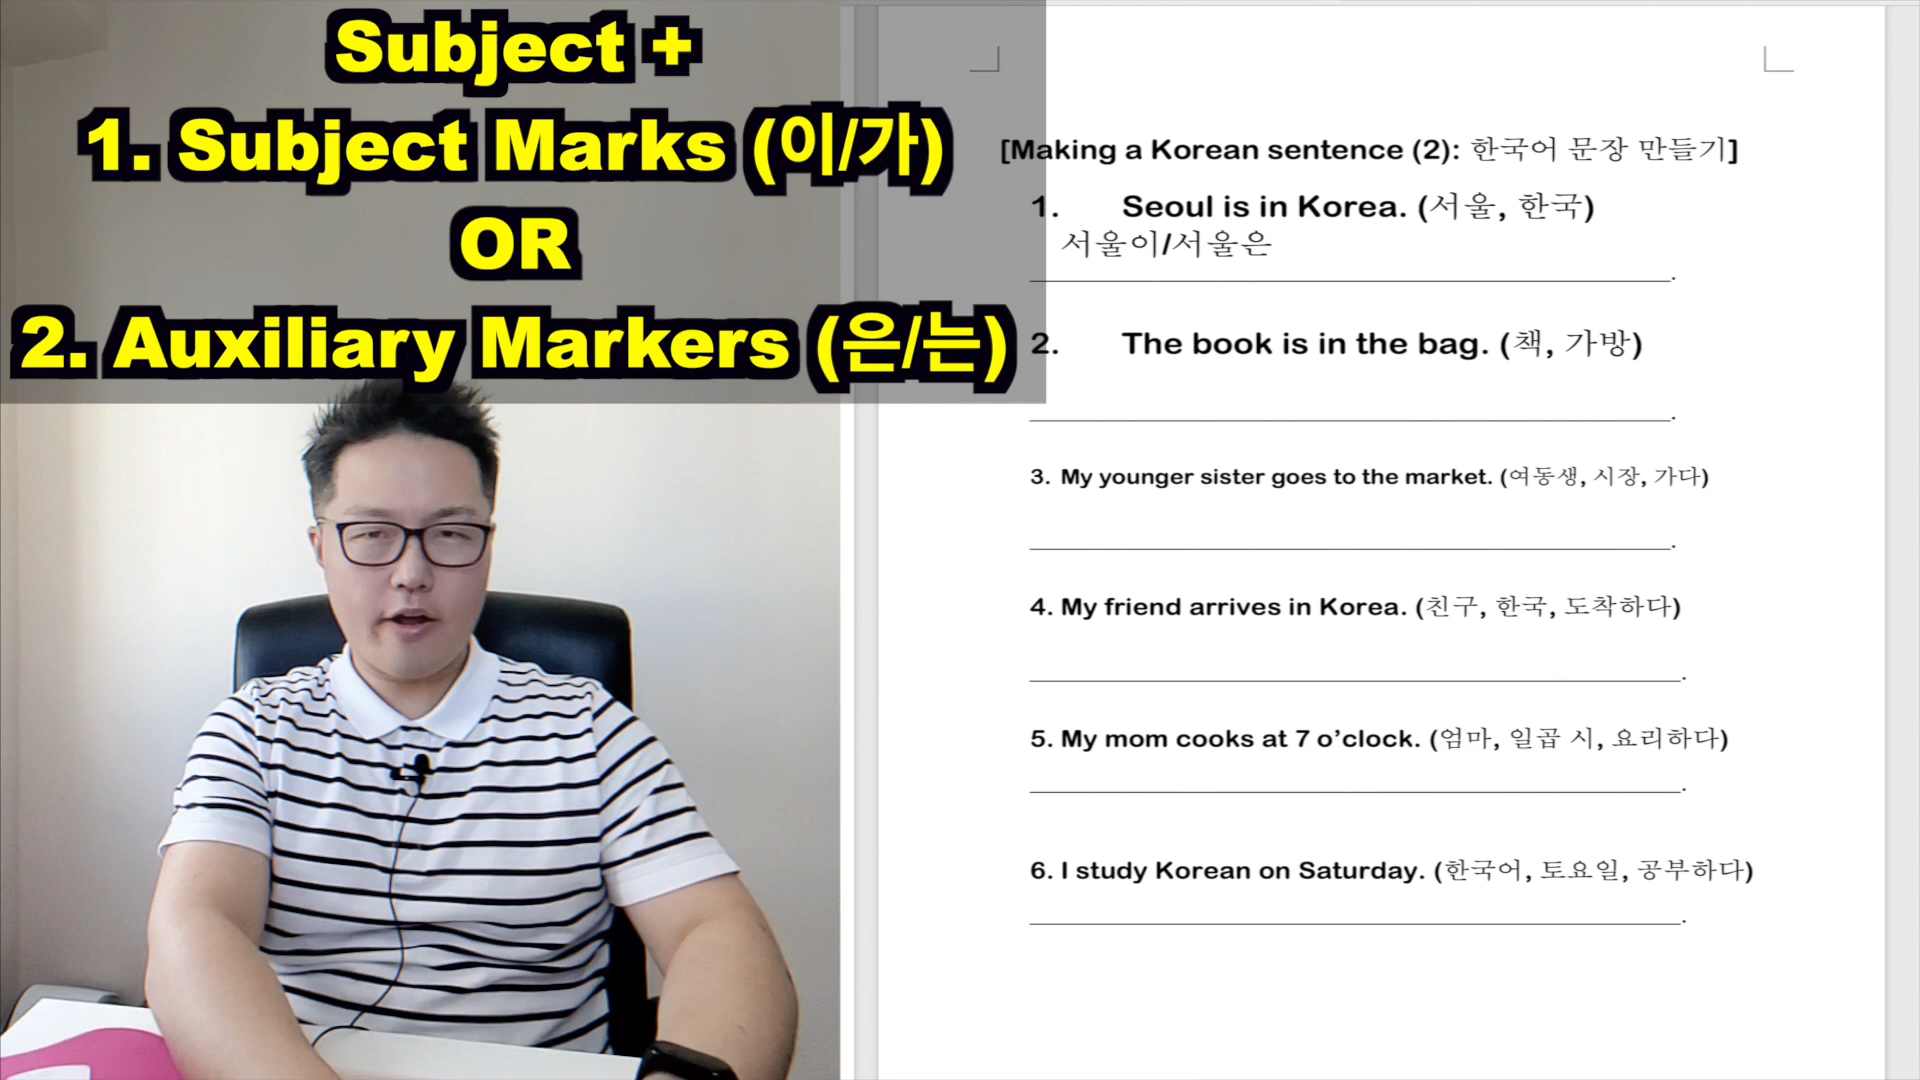 Subject +
1. Subject Marks (이/가)
OR
2. Auxiliary Markers (은/는)
[Making a Korean sentence (2): 한국어 문장 만들기]
1. Seoul is in Korea. (서울, 한국)
서울이/서울은
.
2. The book is in the bag. (책, 가방)
.
3. My younger sister goes to the market. (여동생, 시장, 가다)
.
4. My friend arrives in Korea. (친구, 한국, 도착하다)
.
5. My mom cooks at 7 o’clock. (엄마, 일곱 시, 요리하다)
.
6. I study Korean on Saturday. (한국어, 토요일, 공부하다)
.